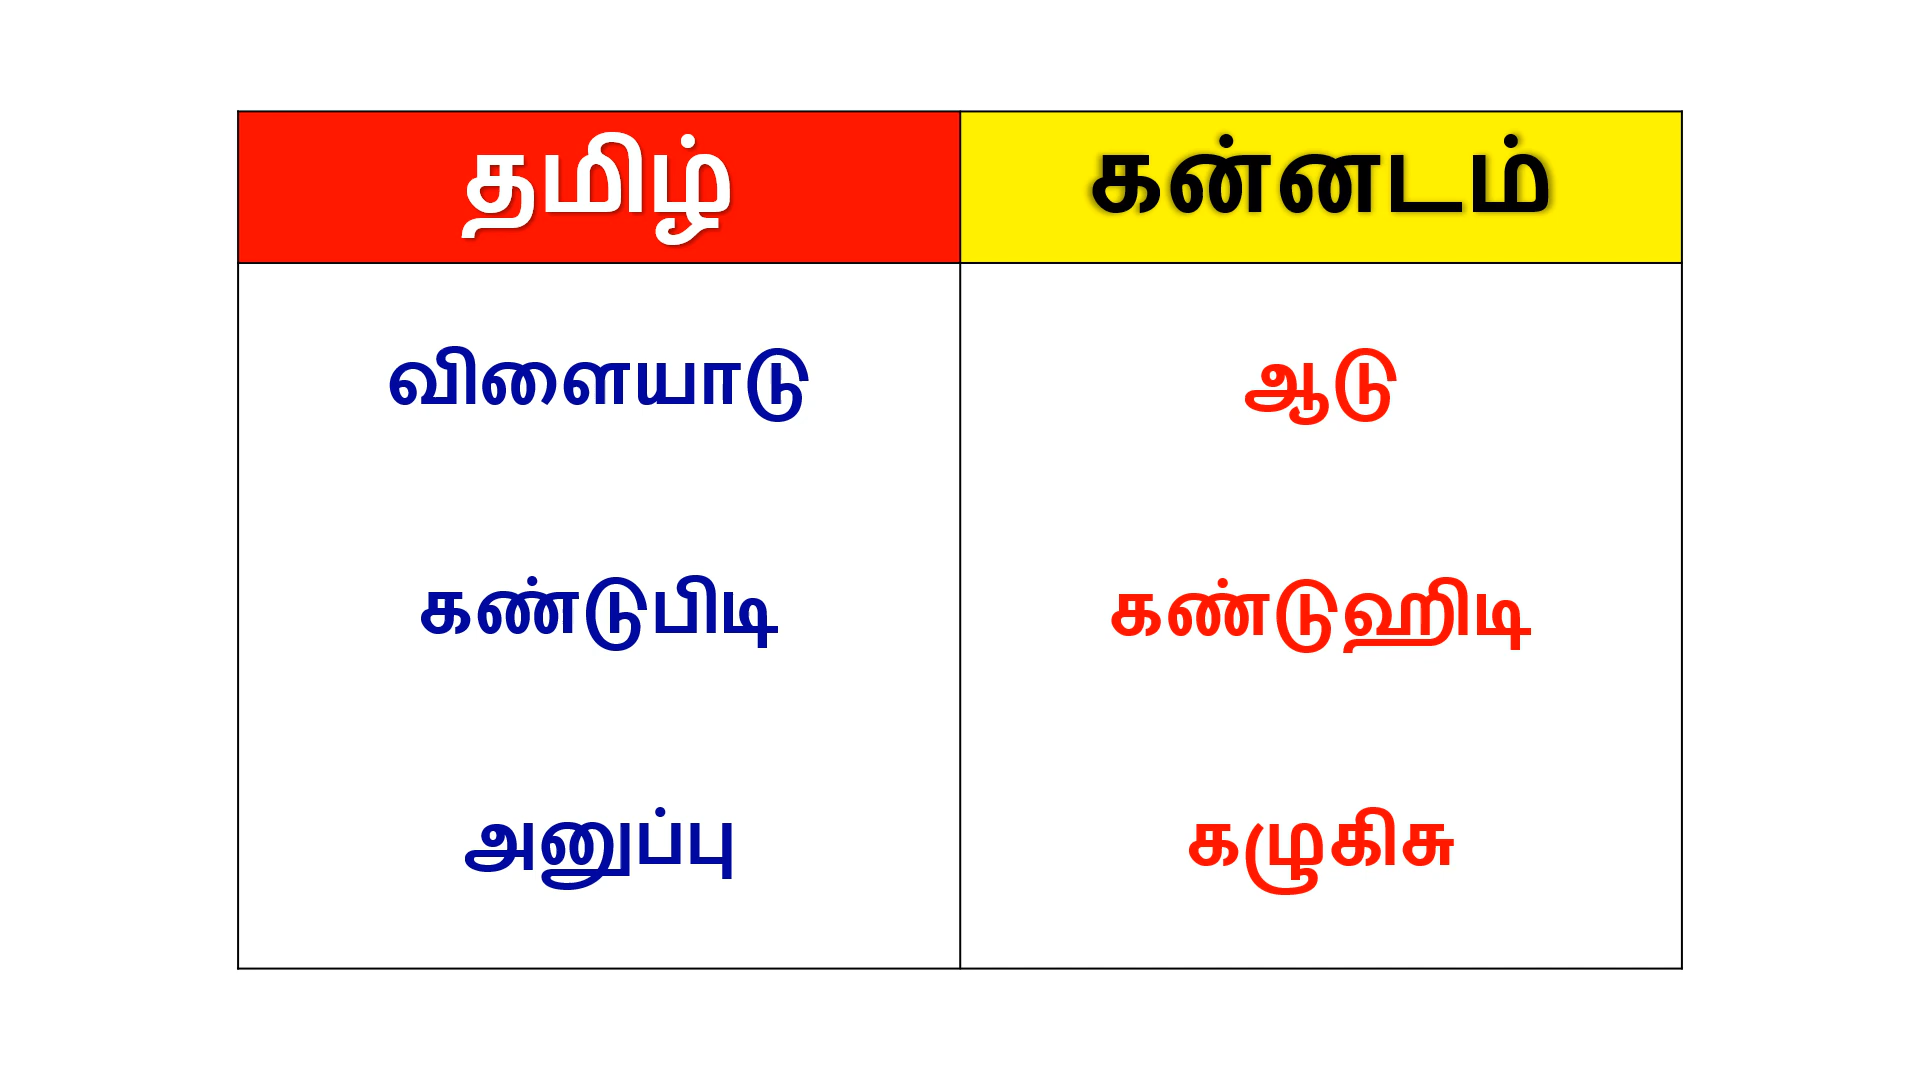 தமிழ் கன்னடம்
விளையாடு ஆடு
கண்டுபிடி கண்டுஹிடி
அனுப்பு கழுகிசு